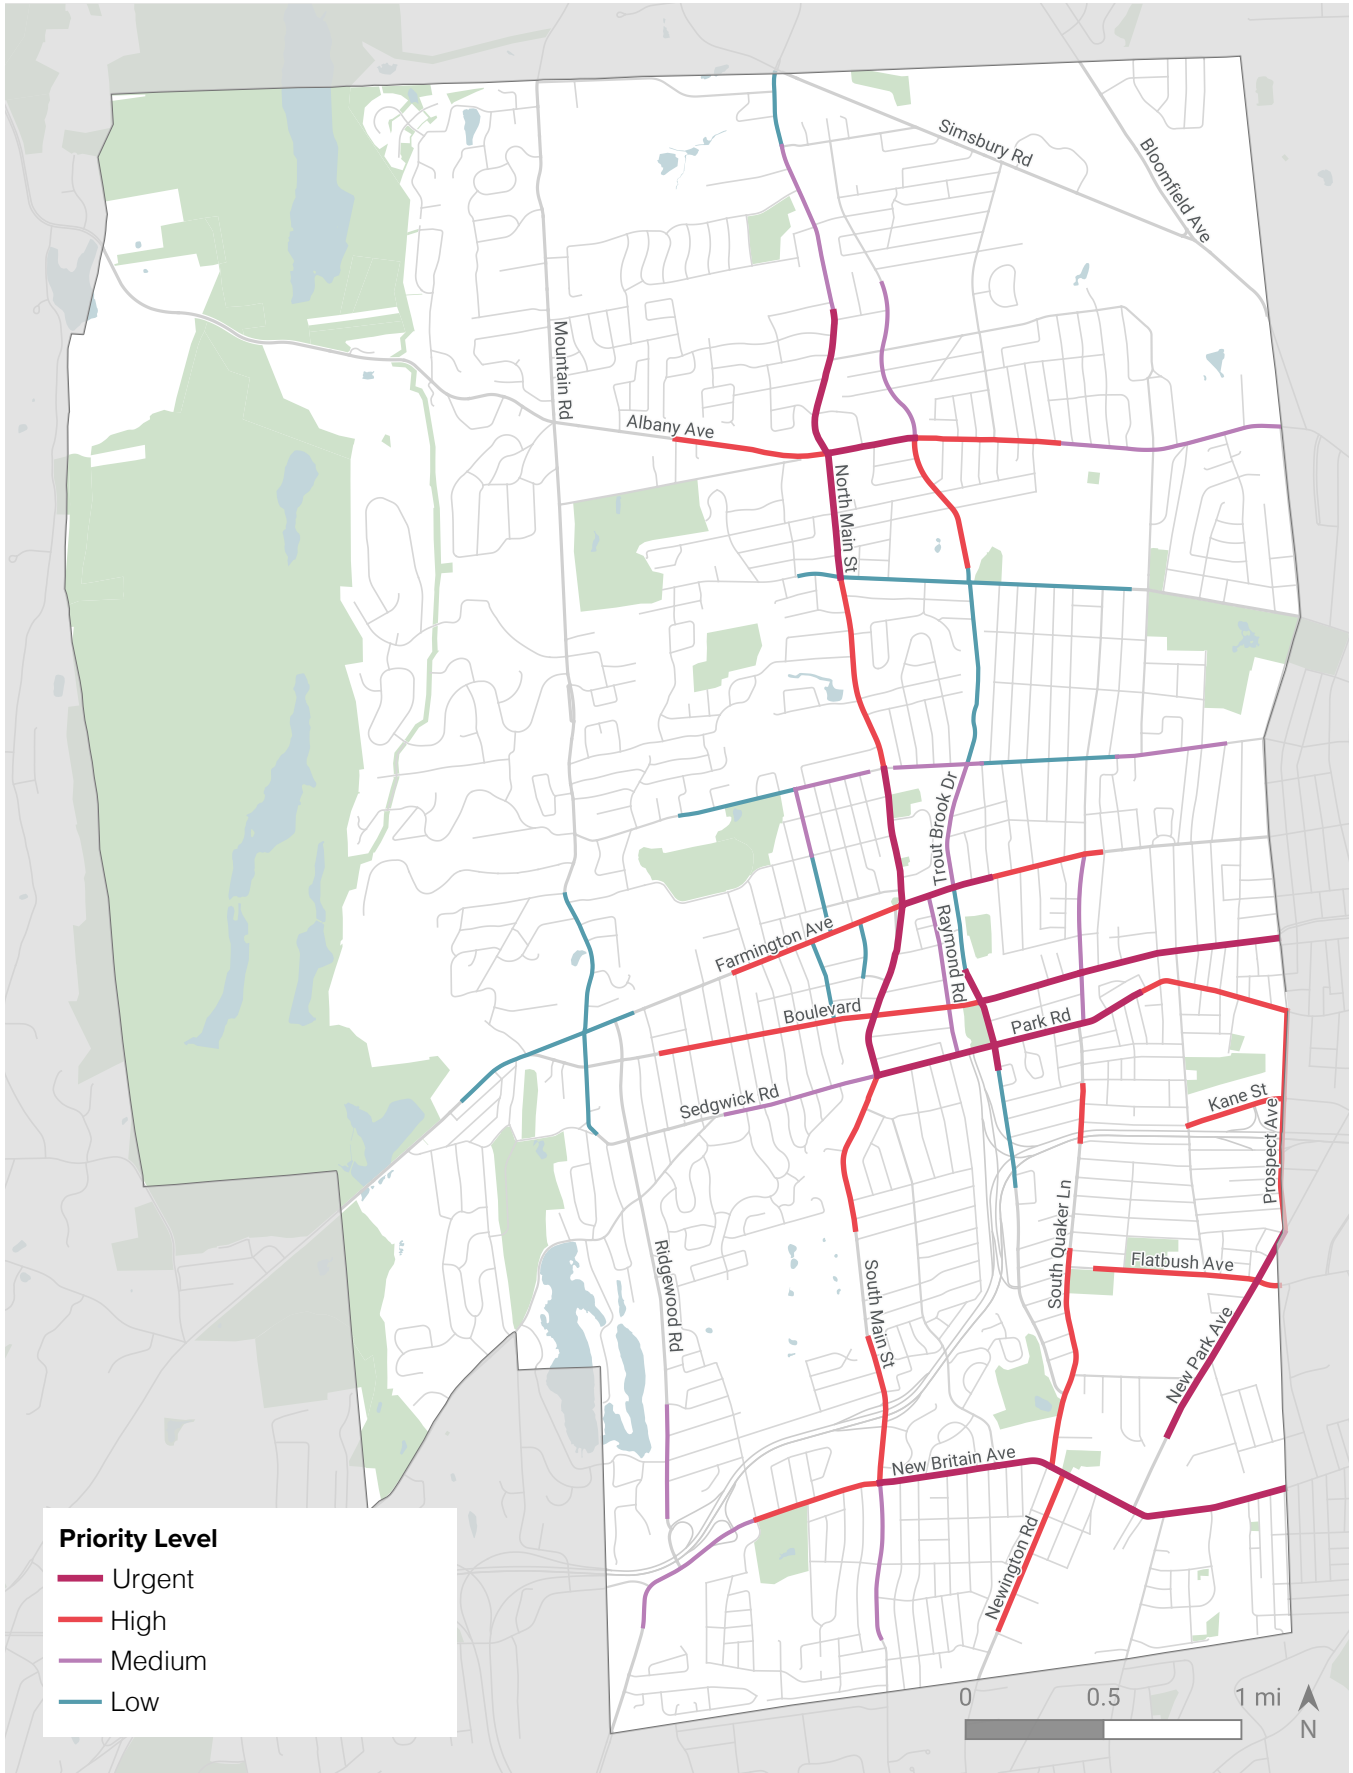 Simsbury Rd
Bloomfield Ave
Mountain Rd
Albany Ave
North Main St
Trout Brook Dr
Farmington Ave
Raymond Rd
Boulevard
Park Rd
Sedgwick Rd
Kane St
Prospect Ave
South Quaker Ln
Ridgewood Rd
Flatbush Ave
South Main St
New Park Ave
New Britain Ave
Newington Rd
Priority Level
Urgent
High
Medium
Low
0 0.5 1 mi
N